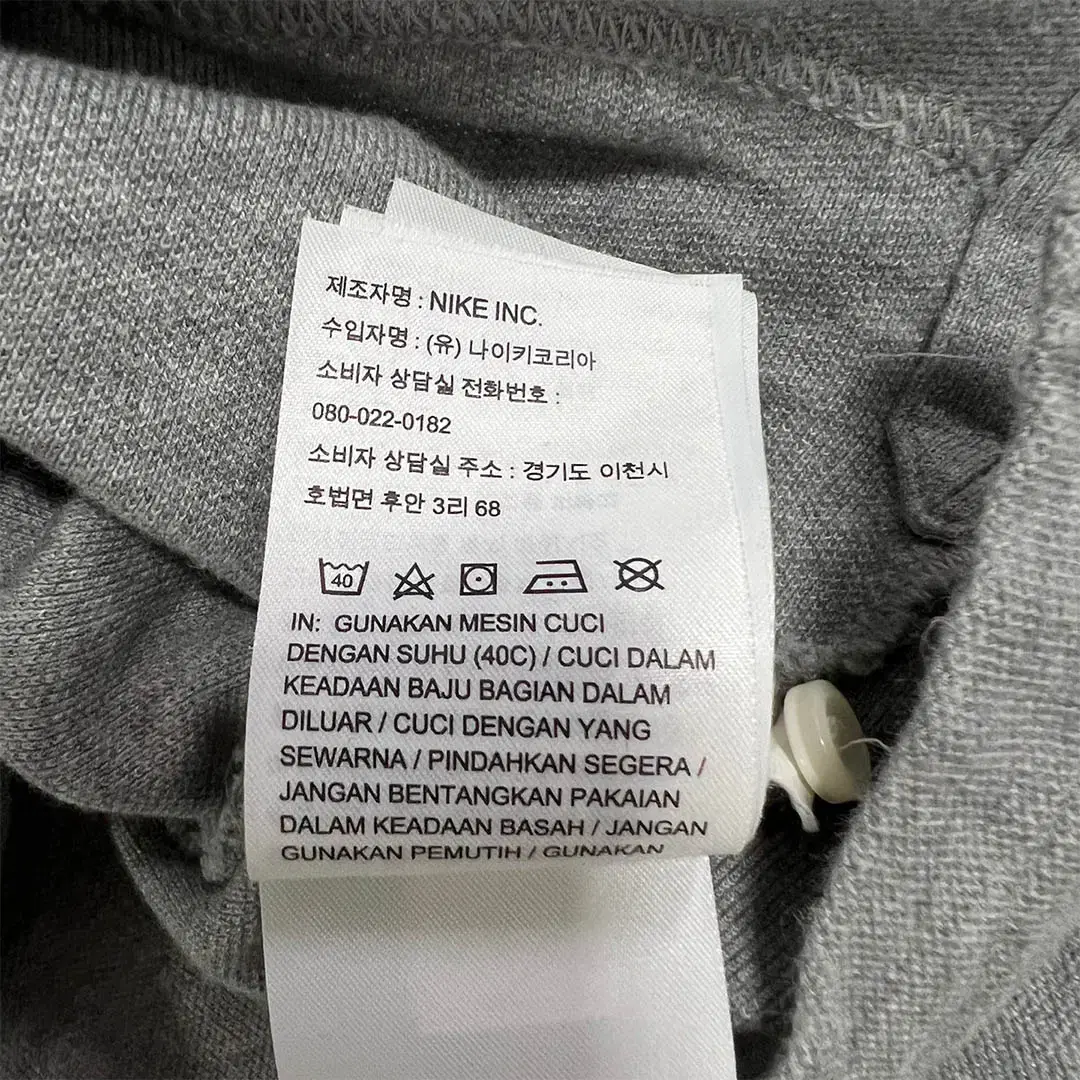 제조자명 : NIKE INC.
수입자명 : (유) 나이키코리아
소비자 상담실 전화번호 :
080-022-0182
소비자 상담실 주소 : 경기도 이천시
호법면 후안 3리 68
40
IN: GUNAKAN MESIN CUCI
DENGAN SUHU (40C) / CUCI DALAM
KEADAAN BAJU BAGIAN DALAM
DILUAR / CUCI DENGAN YANG
SEWARNA / PINDAHKAN SEGERA /
JANGAN BENTANGKAN PAKAIAN
DALAM KEADAAN BASAH / JANGAN
GUNAKAN PEMUTIH / GUNAKAN